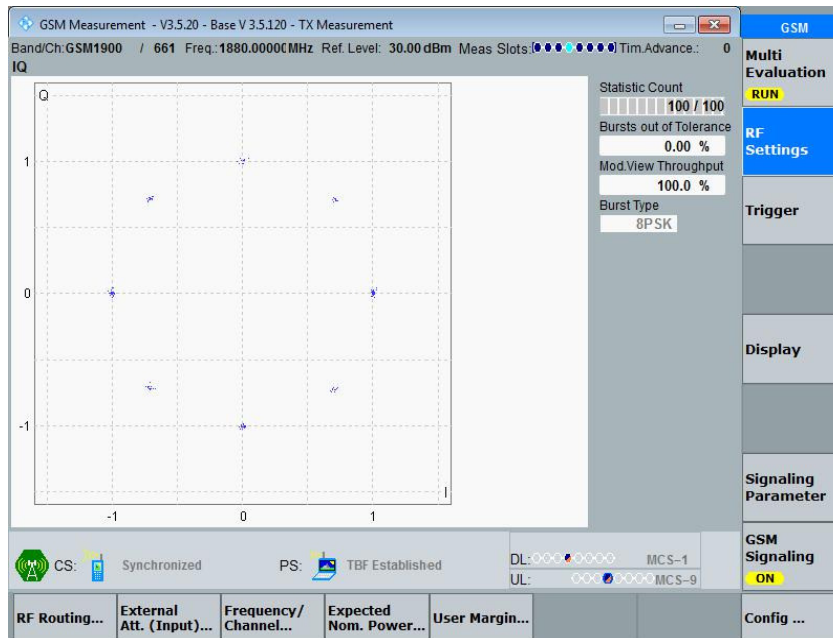 GSM Measurement - V3.5.20 - Base V 3.5.120 - TX Measurement
Band/Ch:GSM1900 / 661 Freq.:1880.00000MHz Ref. Level: 30.00 dBm Meas Slots: Tim.Advance.: 0
IQ
Q
1
0
-1
-1 0 1
I
Statistic Count
100 / 100
Bursts out of Tolerance
0.00 %
Mod.View Throughput
100.0 %
Burst Type
8PSK
GSM
Multi Evaluation
RUN
RF Settings
Trigger
Display
Signaling Parameter
GSM Signaling
ON
Config ...
CS: Synchronized PS: TBF Established
DL: MCS-1
UL: MCS-9
RF Routing...
External Att. (Input)...
Frequency/ Channel...
Expected Nom. Power...
User Margin...